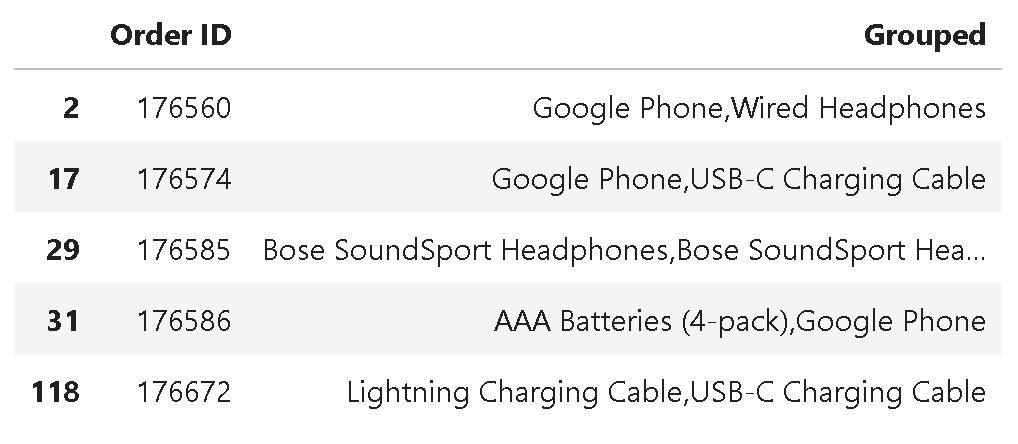 Order ID Grouped
2 176560 Google Phone,Wired Headphones
17 176574 Google Phone,USB-C Charging Cable
29 176585 Bose SoundSport Headphones,Bose SoundSport Hea...
31 176586 AAA Batteries (4-pack),Google Phone
118 176672 Lightning Charging Cable,USB-C Charging Cable